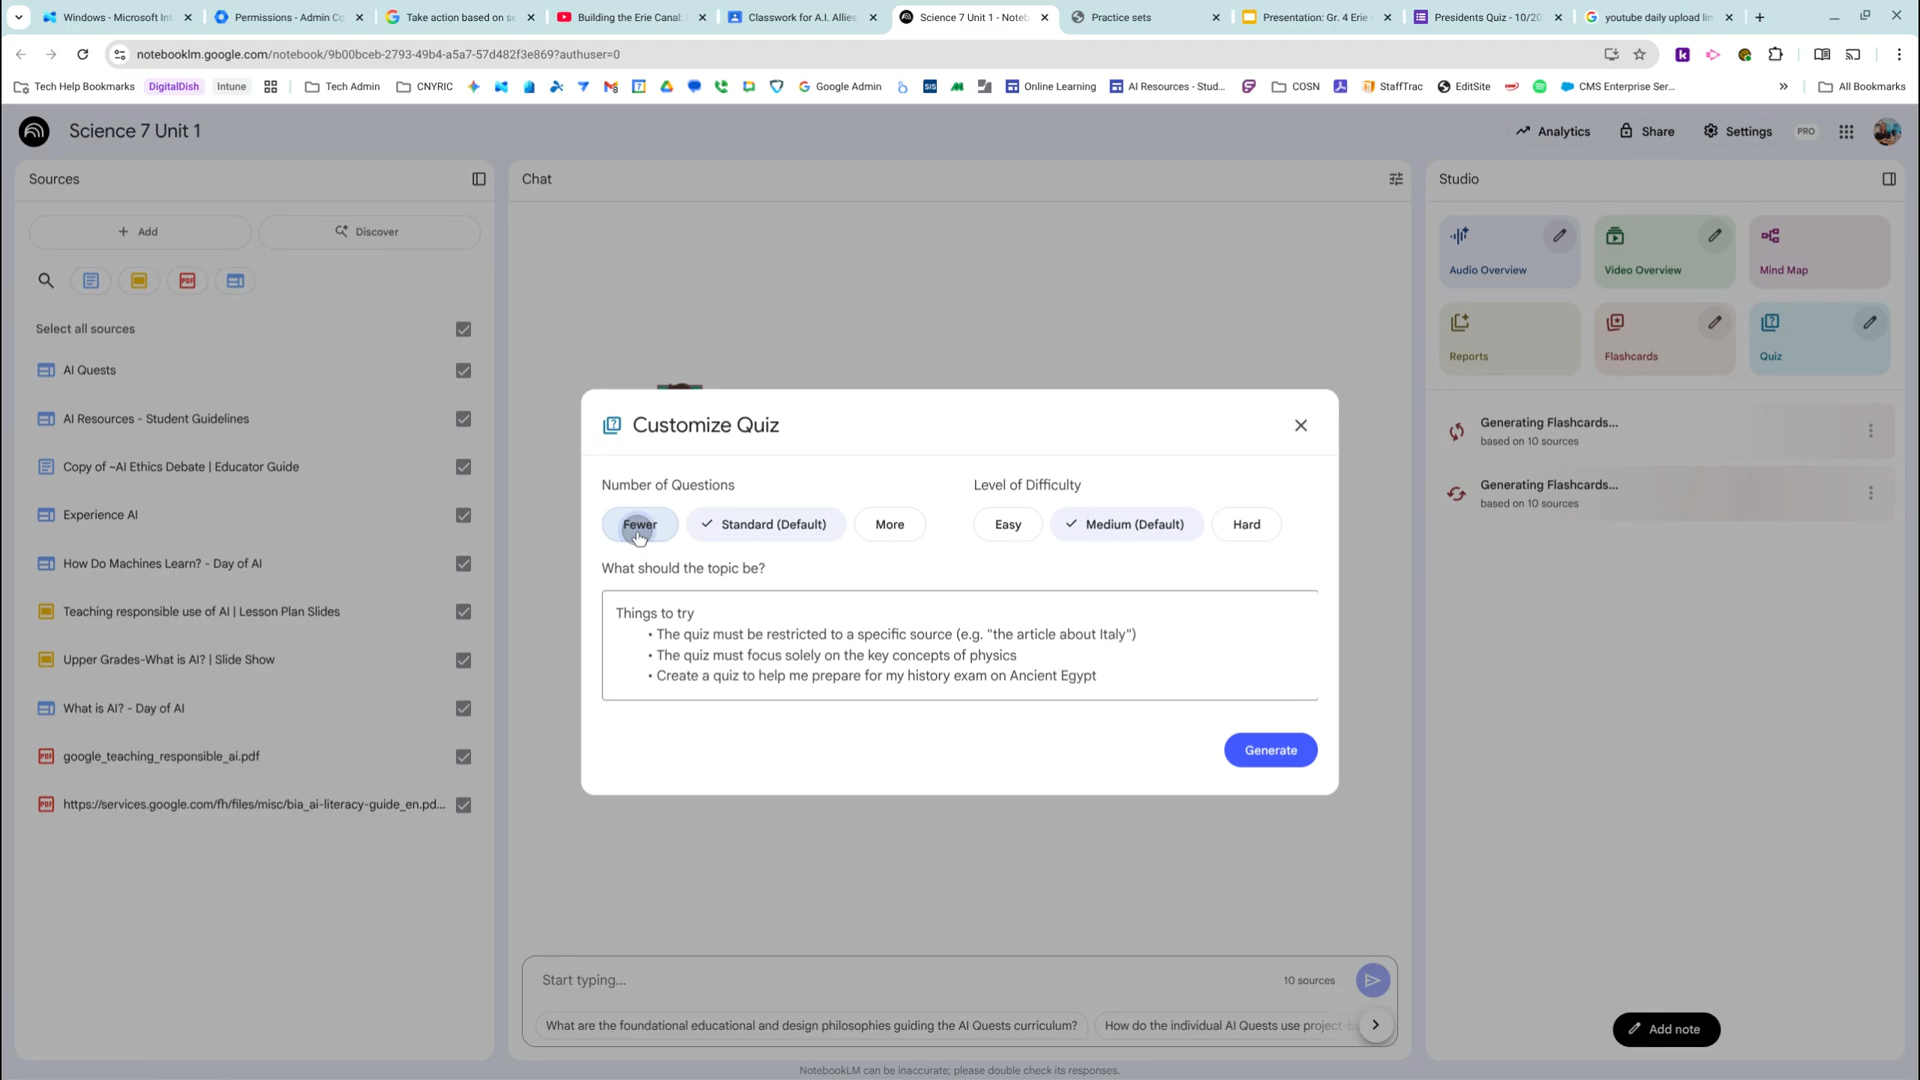 Windows - Microsoft Int
Permissions - Admin Co
Take action based on se
Building the Erie Canal:
Classwork for A.I. Allies
Science 7 Unit 1 - Noteb
Practice sets
Presentation: Gr. 4 Erie
Presidents Quiz - 10/20
youtube daily upload lim
notebooklm.google.com/notebook/9b00bceb-2793-49b4-a5a7-57d482f3e869?authuser=0
Tech Help Bookmarks
DigitalDish
Intune
Tech Admin
CNYRIC
Google Admin
SIS
Online Learning
AI Resources - Stud...
COSN
StaffTrac
EditSite
CMS Enterprise Ser...
All Bookmarks
Science 7 Unit 1
Analytics
Share
Settings
PRO
Sources
Add
Discover
PDF
Select all sources
AI Quests
AI Resources - Student Guidelines
Copy of ~AI Ethics Debate | Educator Guide
Experience AI
How Do Machines Learn? - Day of AI
Teaching responsible use of AI | Lesson Plan Slides
Upper Grades-What is AI? | Slide Show
What is AI? - Day of AI
PDF google_teaching_responsible_ai.pdf
PDF https://services.google.com/fh/files/misc/bia_ai-literacy-guide_en.pd...
Chat
Customize Quiz
Number of Questions
Fewer
Standard (Default)
More
Level of Difficulty
Easy
Medium (Default)
Hard
What should the topic be?
Things to try
• The quiz must be restricted to a specific source (e.g. "the article about Italy")
• The quiz must focus solely on the key concepts of physics
• Create a quiz to help me prepare for my history exam on Ancient Egypt
Generate
Start typing...
10 sources
What are the foundational educational and design philosophies guiding the AI Quests curriculum?
How do the individual AI Quests use project-b
NotebookLM can be inaccurate; please double check its responses.
Studio
Audio Overview
Video Overview
Mind Map
Reports
Flashcards
Quiz
Generating Flashcards...
based on 10 sources
Generating Flashcards...
based on 10 sources
Add note